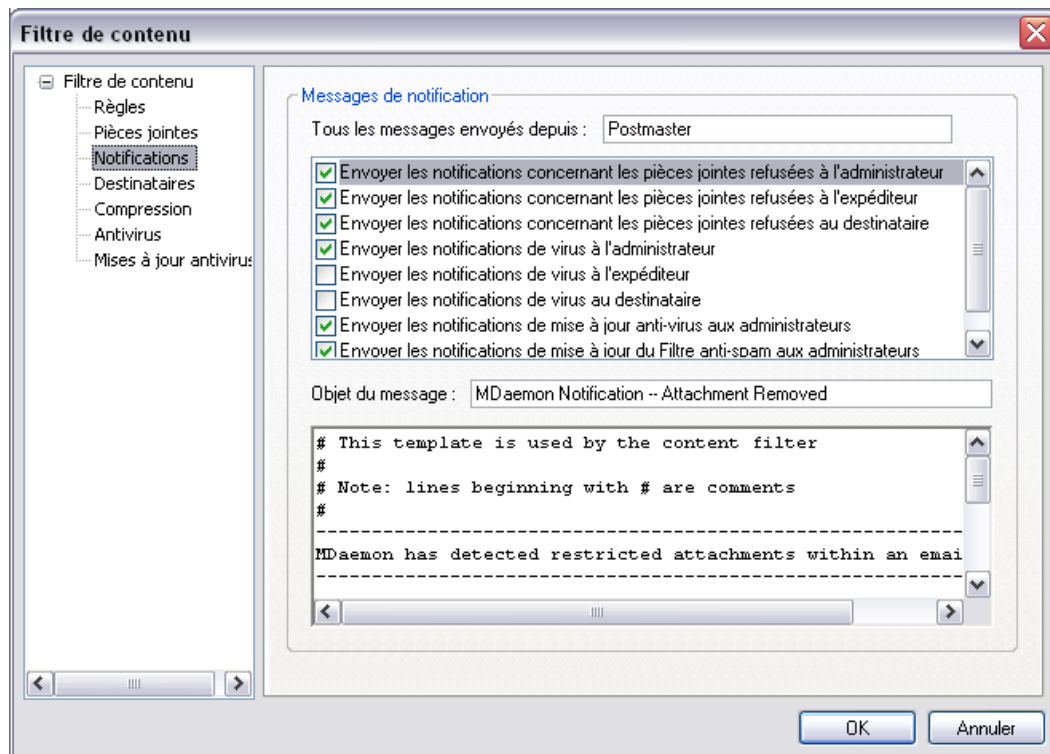 Filtre de contenu
Filtre de contenu
Règles
Pièces jointes
Notifications
Destinataires
Compression
Antivirus
Mises à jour antivirus
Messages de notification
Tous les messages envoyés depuis : Postmaster
Envoyer les notifications concernant les pièces jointes refusées à l'administrateur
Envoyer les notifications concernant les pièces jointes refusées à l'expéditeur
Envoyer les notifications concernant les pièces jointes refusées au destinataire
Envoyer les notifications de virus à l'administrateur
Envoyer les notifications de virus à l'expéditeur
Envoyer les notifications de virus au destinataire
Envoyer les notifications de mise à jour anti-virus aux administrateurs
Envoyer les notifications de mise à jour du Filtre anti-spam aux administrateurs
Objet du message : MDaemon Notification -- Attachment Removed
# This template is used by the content filter
#
# Note: lines beginning with # are comments
#
----------------------------------------------------------------
MDaemon has detected restricted attachments within an emai
----------------------------------------------------------------
OK
Annuler